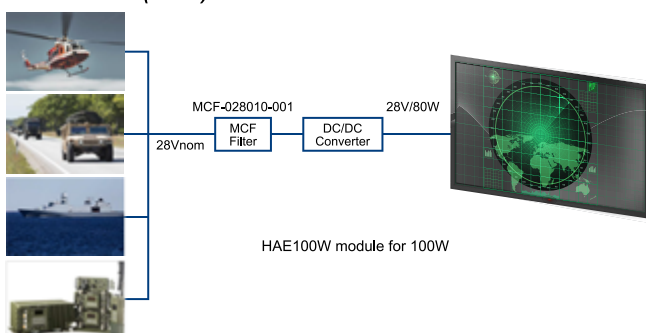 MCF-028010-001
28V/80W
28Vnom
MCF
Filter
DC/DC
Converter
HAE100W module for 100W